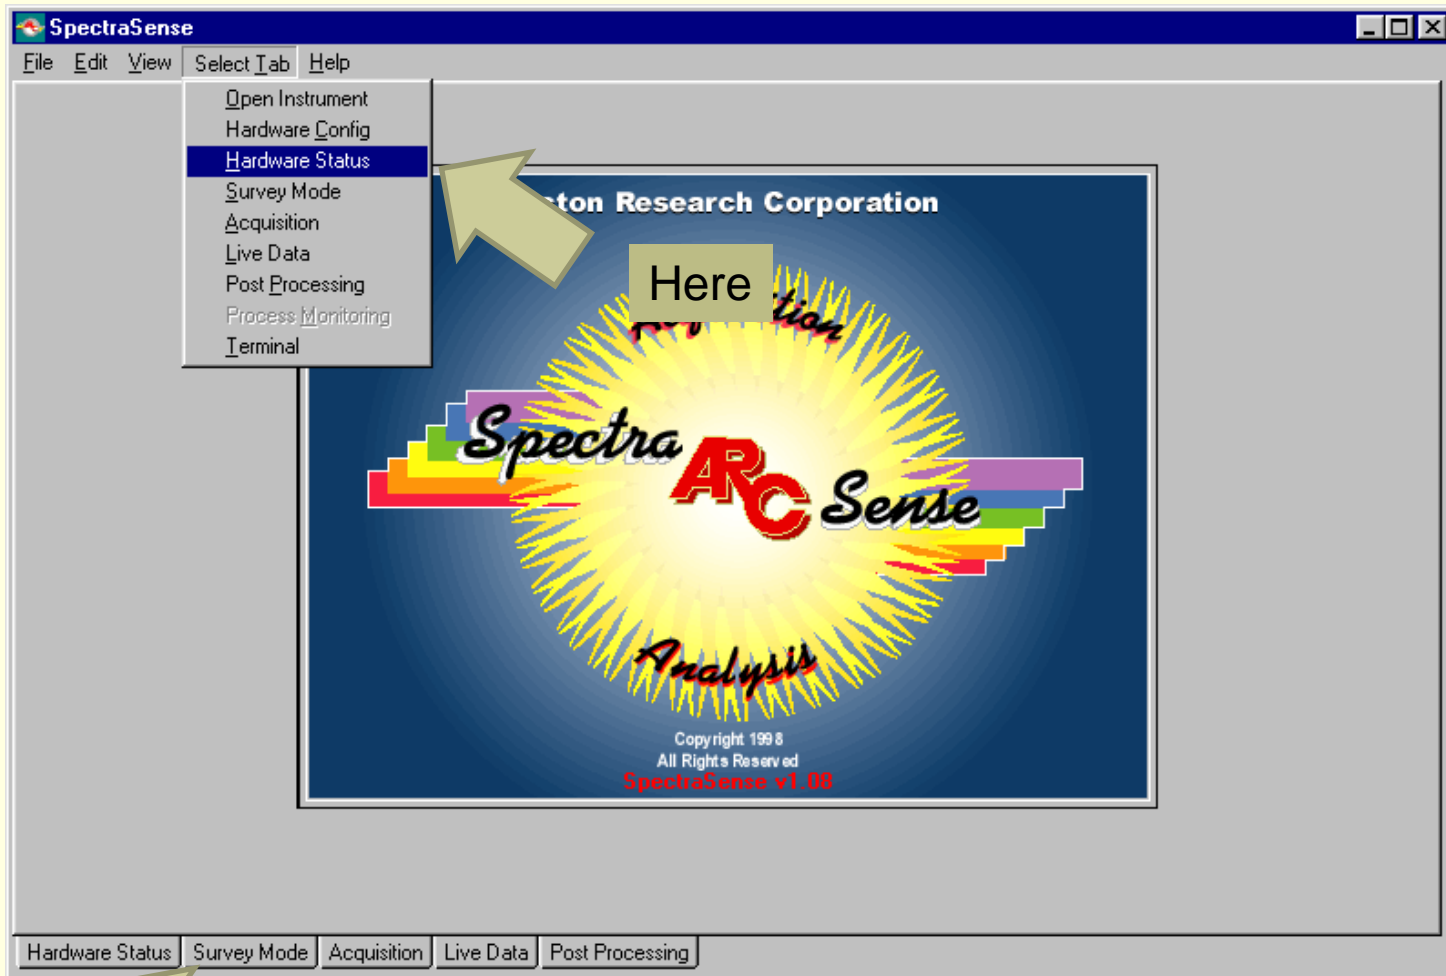 SpectraSense
File Edit View Select Tab Help
Open Instrument
Hardware Config
Hardware Status
Survey Mode
Acquisition
Live Data
Post Processing
Process Monitoring
Terminal
Research Corporation
Here
Spectra ARC Sense
Analysis
Copyright 1998
All Rights Reserved
SpectraSense v1.08
Hardware Status Survey Mode Acquisition Live Data Post Processing